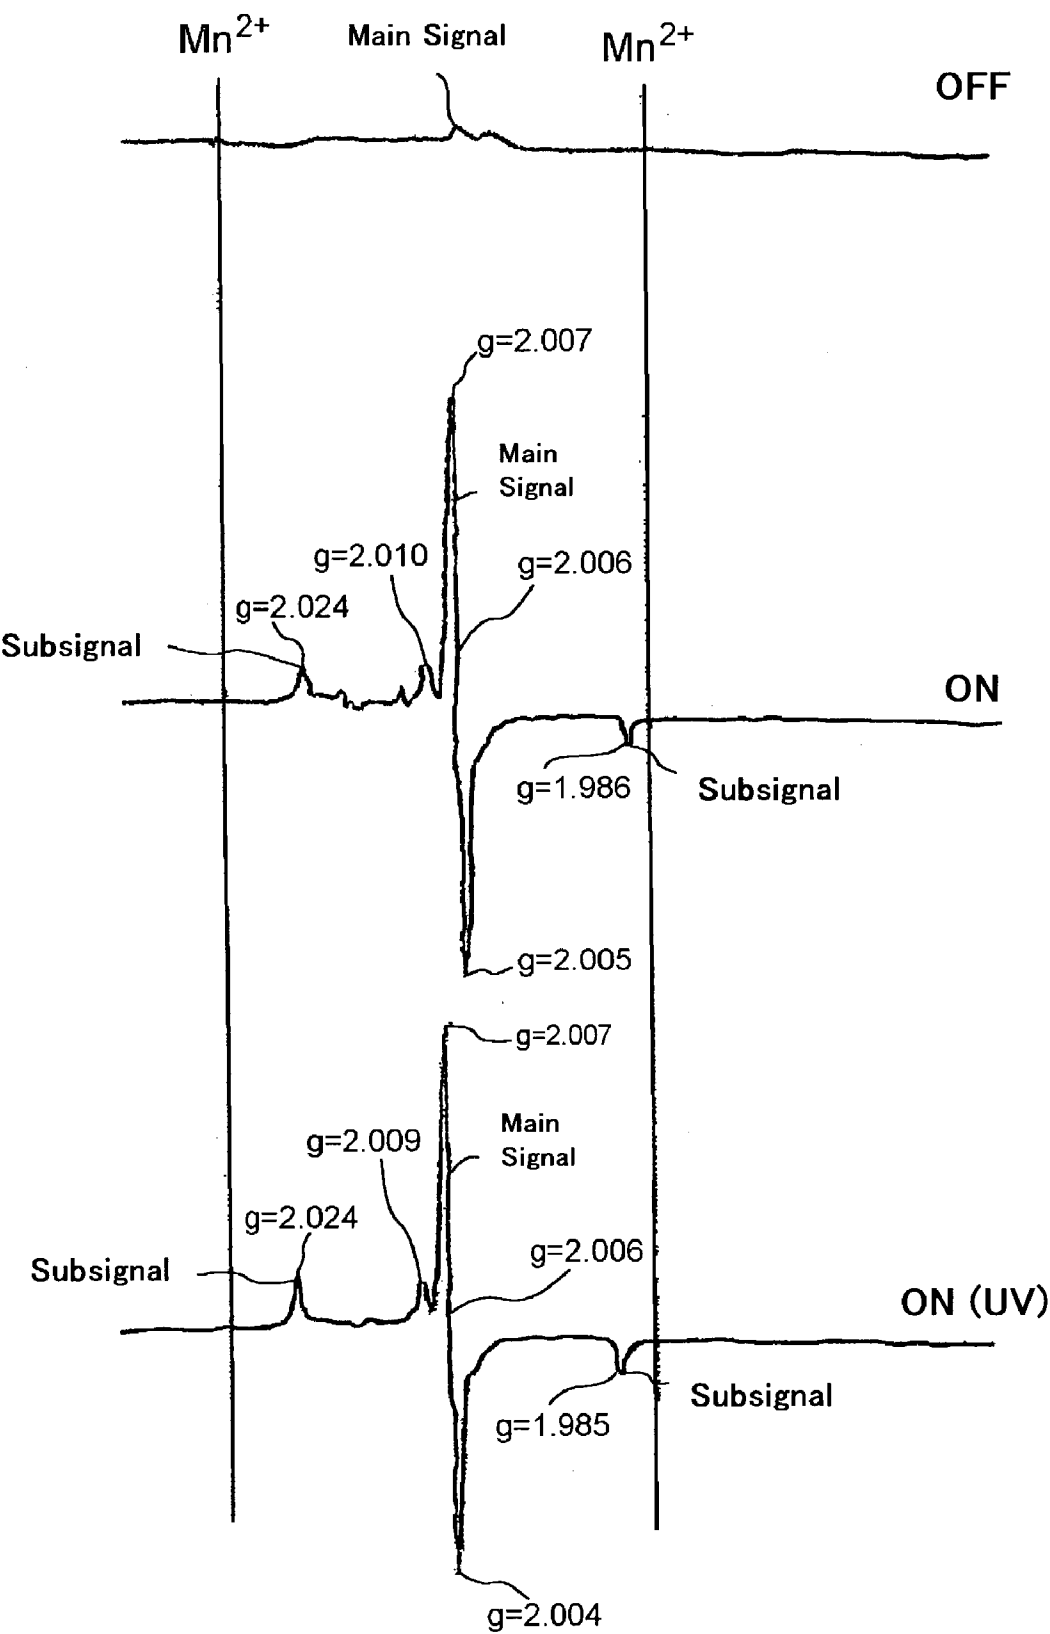 Mn2+
Main Signal
Mn2+
OFF
g=2.007
Main
Signal
g=2.010
g=2.006
g=2.024
Subsignal
ON
g=1.986
Subsignal
g=2.005
g=2.007
Main
Signal
g=2.009
g=2.024
g=2.006
Subsignal
ON (UV)
Subsignal
g=1.985
g=2.004